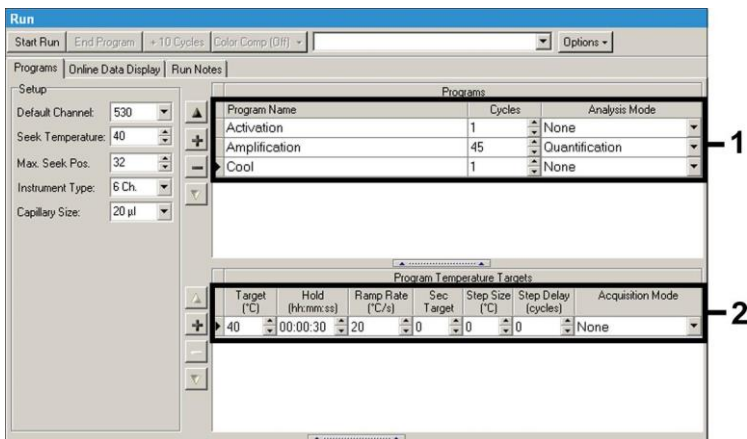 Run
Start Run End Program + 10 Cycles Color Comp (Off) Options
Programs Online Data Display Run Notes
Setup
Default Channel: 530
Seek Temperature: 40
Max. Seek Pos. 32
Instrument Type: 6 Ch.
Capillary Size: 20 µl
Programs
Program Name Cycles Analysis Mode
Activation 1 None
Amplification 45 Quantification
Cool 1 None
1
Program Temperature Targets
Target (°C) Hold (hh:mm:ss) Ramp Rate (°C/s) Sec Target Step Size (°C) Step Delay (cycles) Acquisition Mode
40 00:00:30 20 0 0 0 None
2